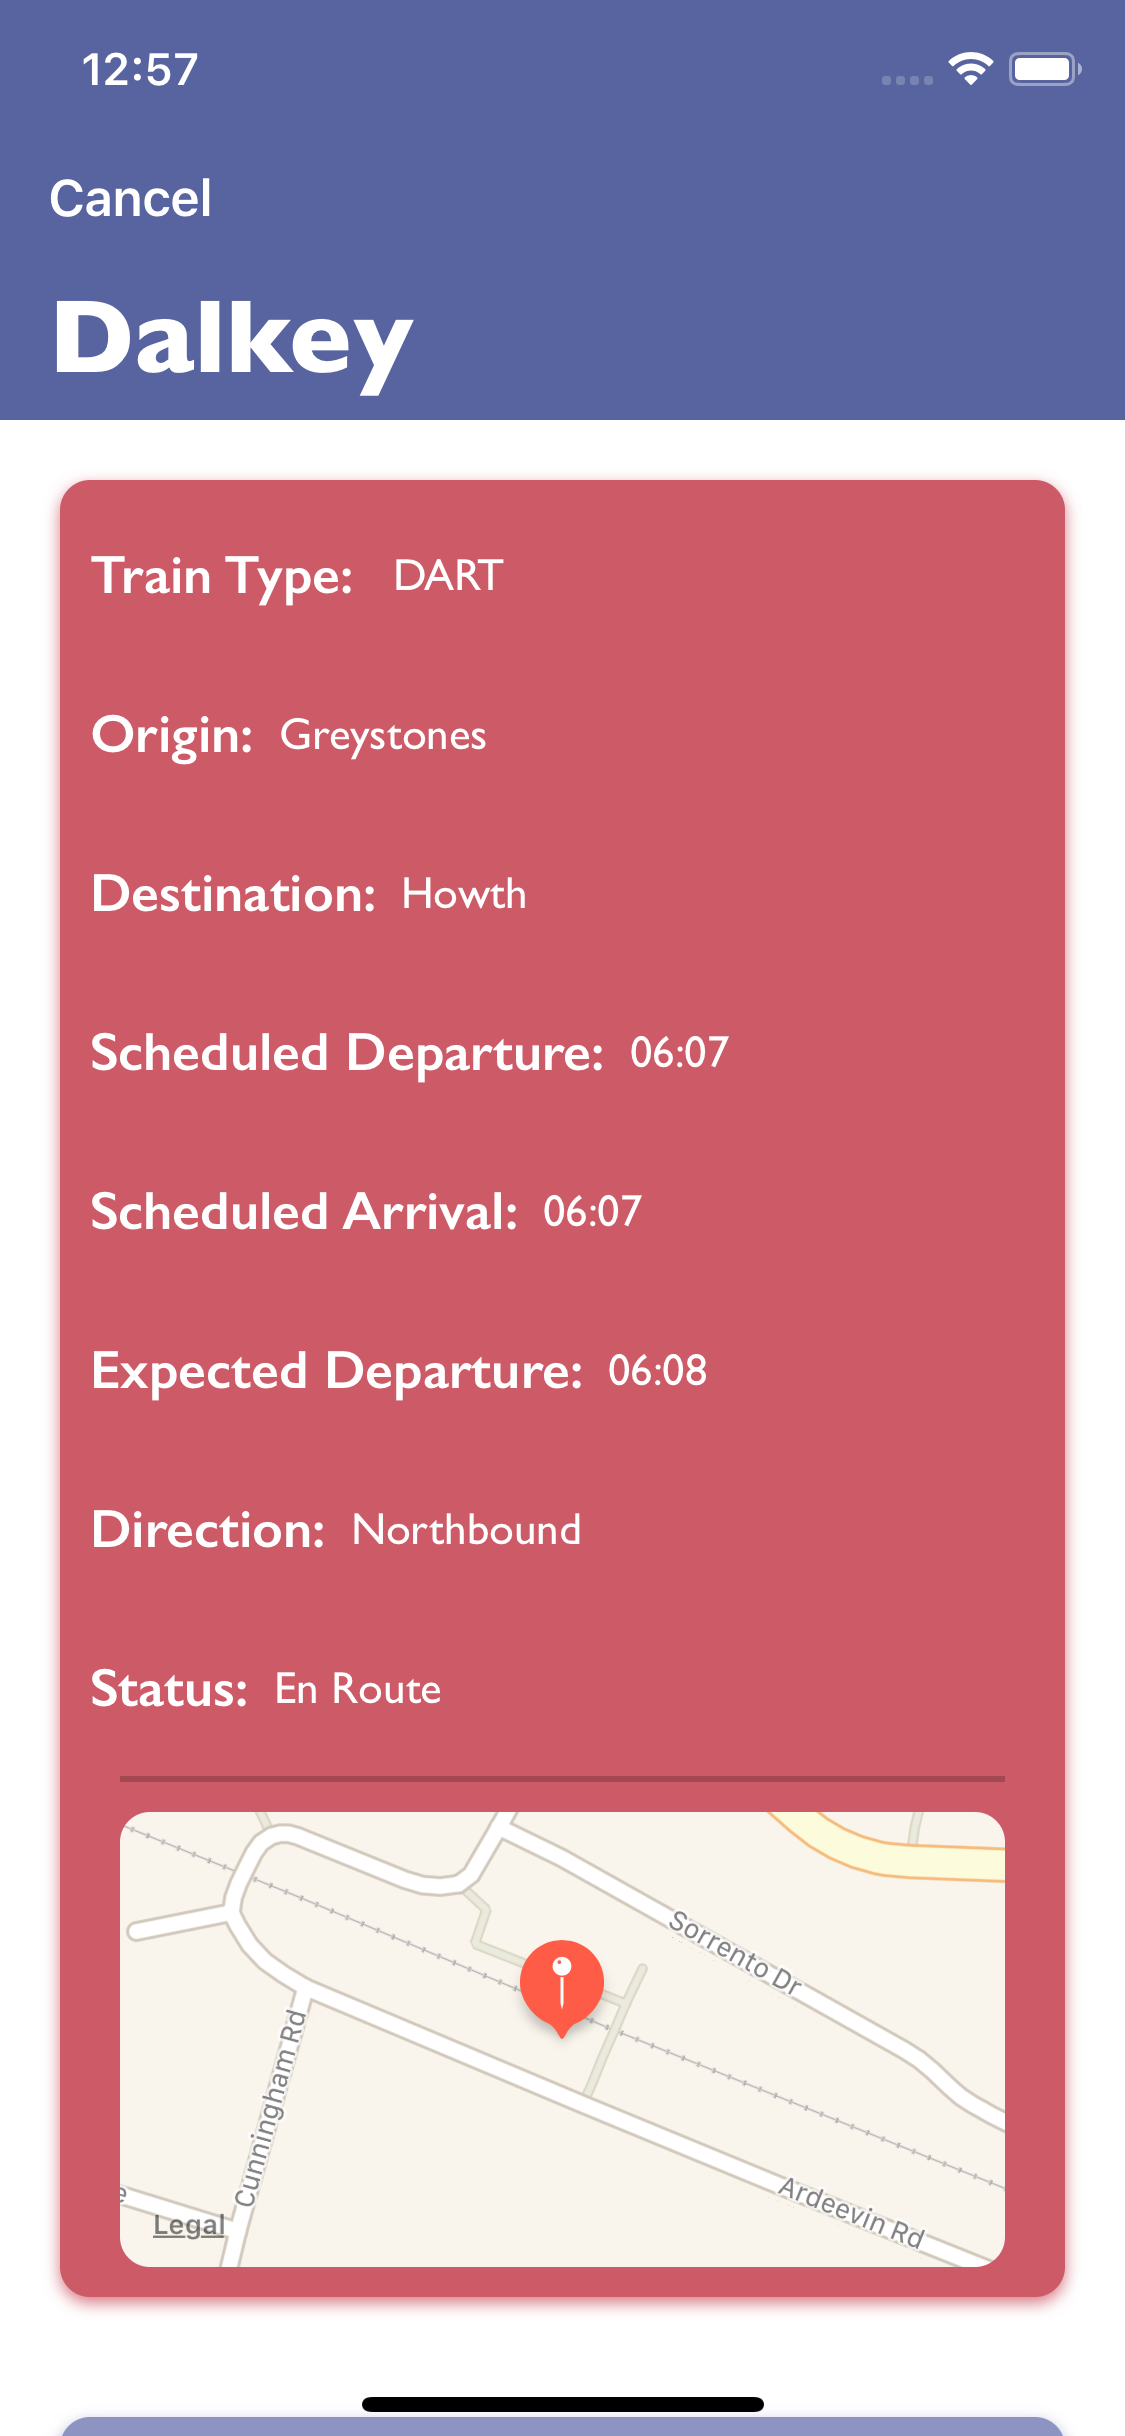 12:57
Cancel
Dalkey
Train Type: DART
Origin: Greystones
Destination: Howth
Scheduled Departure: 06:07
Scheduled Arrival: 06:07
Expected Departure: 06:08
Direction: Northbound
Status: En Route
Sorrento Dr
Cunningham Rd
Ardeevin Rd
Legal